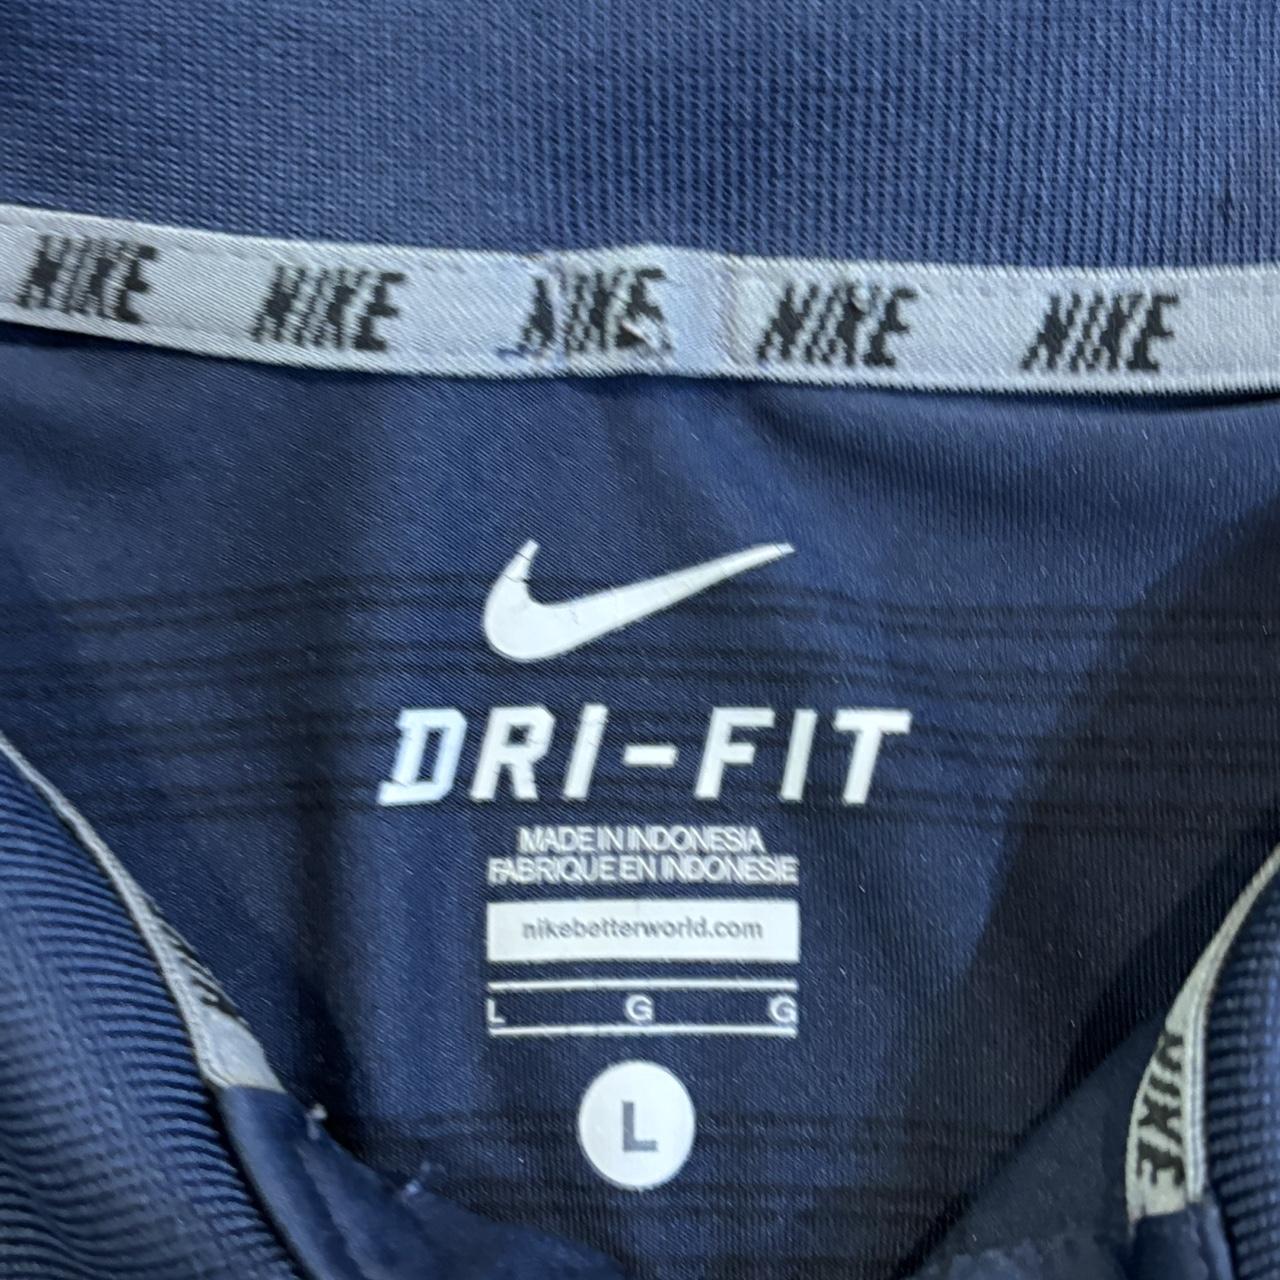 NIKE NIKE NIKE NIKE NIKE
DRI-FIT
MADE IN INDONESIA
FABRIQUE EN INDONESIE
nikebetterworld.com
L G G
L
NIKE